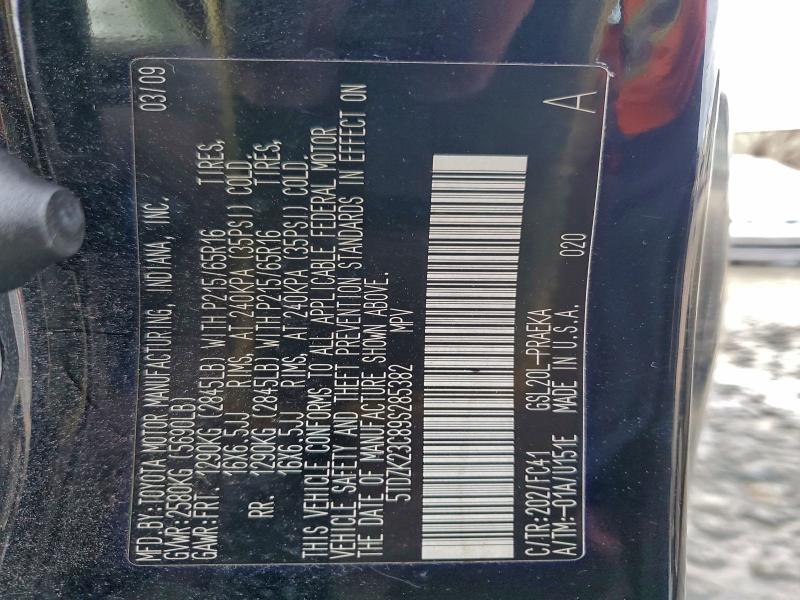 MFD.BY:TOYOTA MOTOR MANUFACTURING, INDIANA, INC. 03/09
GVWR:2580KG (5690LB)
GAWR:FRT. 1290KG (2845LB) WITH P215/65R16 TIRES,
16X6.5JJ RIMS, AT 240KPA (35PSI) COLD.
RR. 1290KG (2845LB) WITH P215/65R16 TIRES,
16X6.5JJ RIMS, AT 240KPA (35PSI) COLD.
THIS VEHICLE CONFORMS TO ALL APPLICABLE FEDERAL MOTOR
VEHICLE SAFETY AND THEFT PREVENTION STANDARDS IN EFFECT ON
THE DATE OF MANUFACTURE SHOWN ABOVE.
5TDZK23C89S285382 MPV
C/TR:202/FC41 GSL20L-PRAEKA 020
A/TM:-01A/U151E MADE IN U.S.A. A